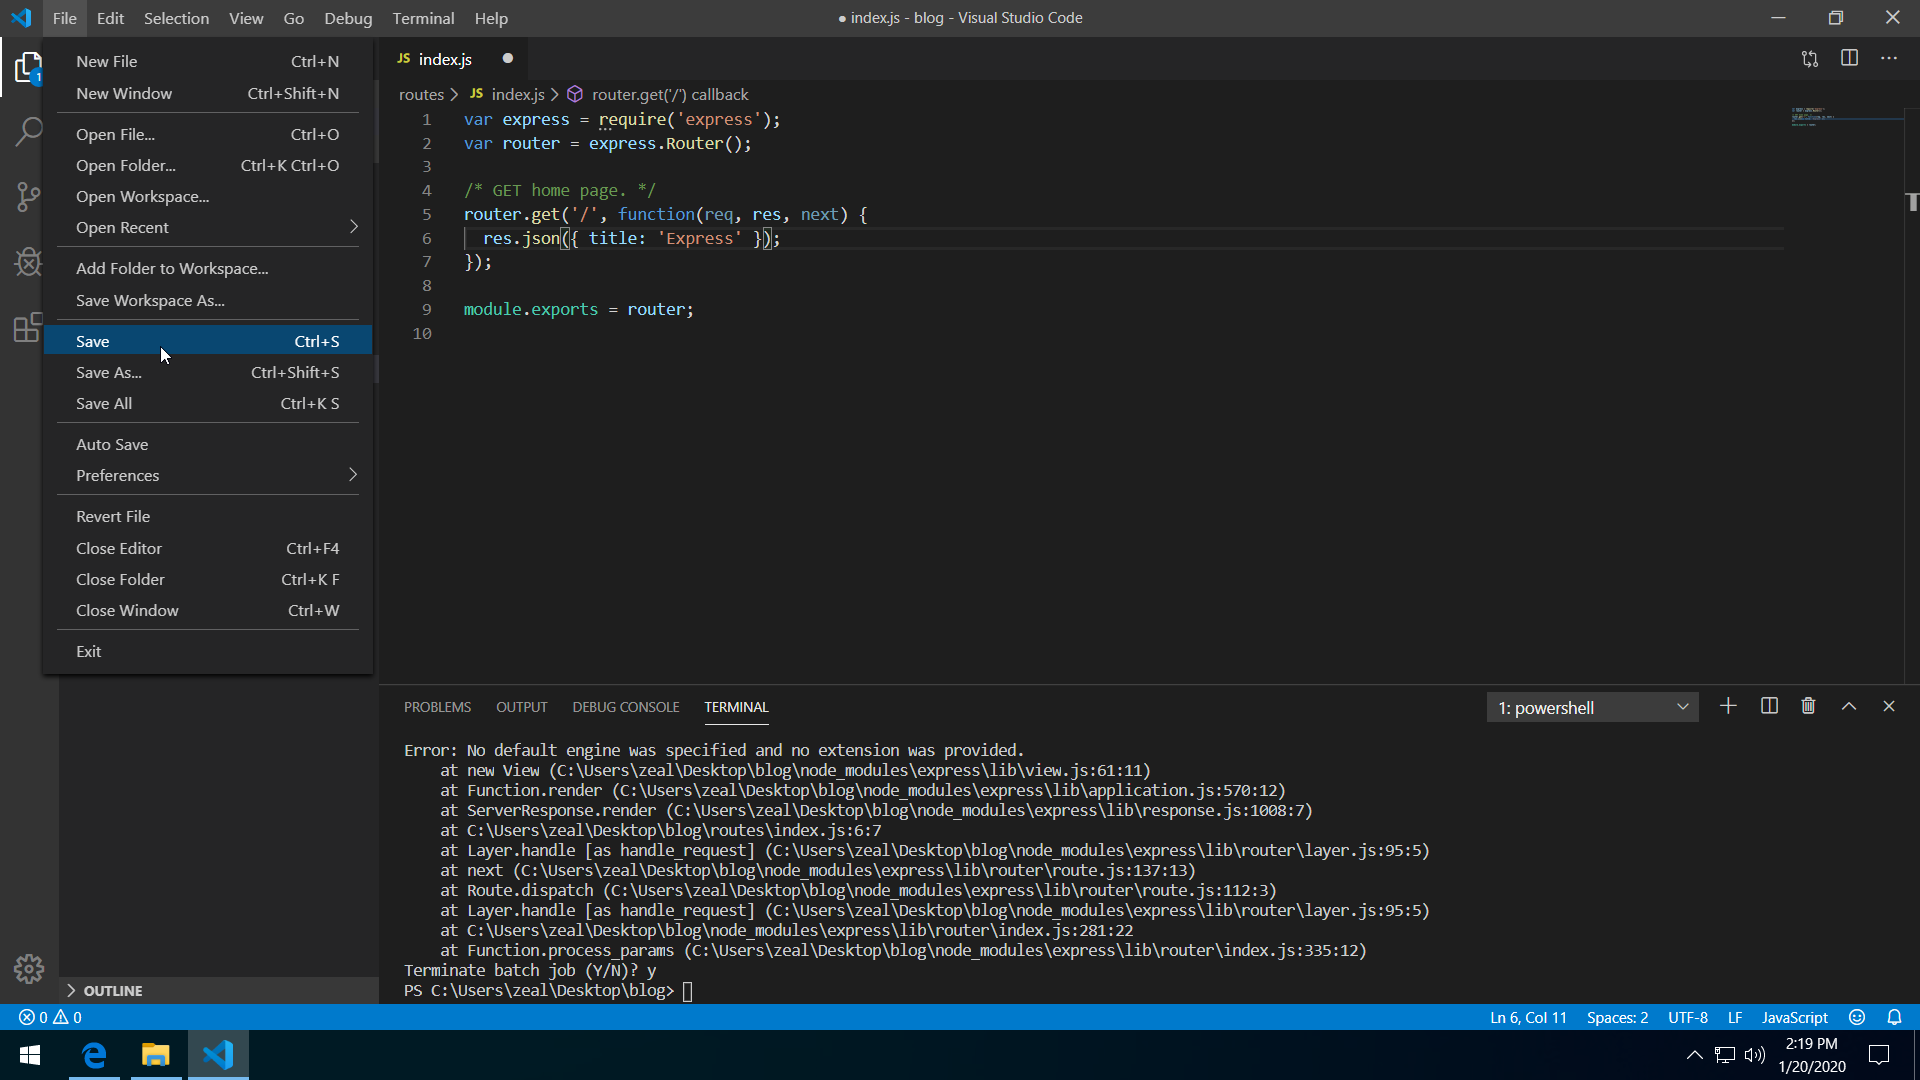 File Edit Selection View Go Debug Terminal Help
● index.js - blog - Visual Studio Code
New File Ctrl+N
New Window Ctrl+Shift+N
Open File... Ctrl+O
Open Folder... Ctrl+K Ctrl+O
Open Workspace...
Open Recent
Add Folder to Workspace...
Save Workspace As...
Save Ctrl+S
Save As... Ctrl+Shift+S
Save All Ctrl+K S
Auto Save
Preferences
Revert File
Close Editor Ctrl+F4
Close Folder Ctrl+K F
Close Window Ctrl+W
Exit
1
JS index.js
routes > JS index.js > router.get('/') callback
1 var express = require('express');
2 var router = express.Router();
3
4 /* GET home page. */
5 router.get('/', function(req, res, next) {
6 res.json({ title: 'Express' });
7 });
8
9 module.exports = router;
10
PROBLEMS OUTPUT DEBUG CONSOLE TERMINAL
1: powershell
Error: No default engine was specified and no extension was provided.
at new View (C:\Users\zeal\Desktop\blog\node_modules\express\lib\view.js:61:11)
at Function.render (C:\Users\zeal\Desktop\blog\node_modules\express\lib\application.js:570:12)
at ServerResponse.render (C:\Users\zeal\Desktop\blog\node_modules\express\lib\response.js:1008:7)
at C:\Users\zeal\Desktop\blog\routes\index.js:6:7
at Layer.handle [as handle_request] (C:\Users\zeal\Desktop\blog\node_modules\express\lib\router\layer.js:95:5)
at next (C:\Users\zeal\Desktop\blog\node_modules\express\lib\router\route.js:137:13)
at Route.dispatch (C:\Users\zeal\Desktop\blog\node_modules\express\lib\router\route.js:112:3)
at Layer.handle [as handle_request] (C:\Users\zeal\Desktop\blog\node_modules\express\lib\router\layer.js:95:5)
at C:\Users\zeal\Desktop\blog\node_modules\express\lib\router\index.js:281:22
at Function.process_params (C:\Users\zeal\Desktop\blog\node_modules\express\lib\router\index.js:335:12)
Terminate batch job (Y/N)? y
PS C:\Users\zeal\Desktop\blog>
OUTLINE
0 0
Ln 6, Col 11 Spaces: 2 UTF-8 LF JavaScript
2:19 PM
1/20/2020